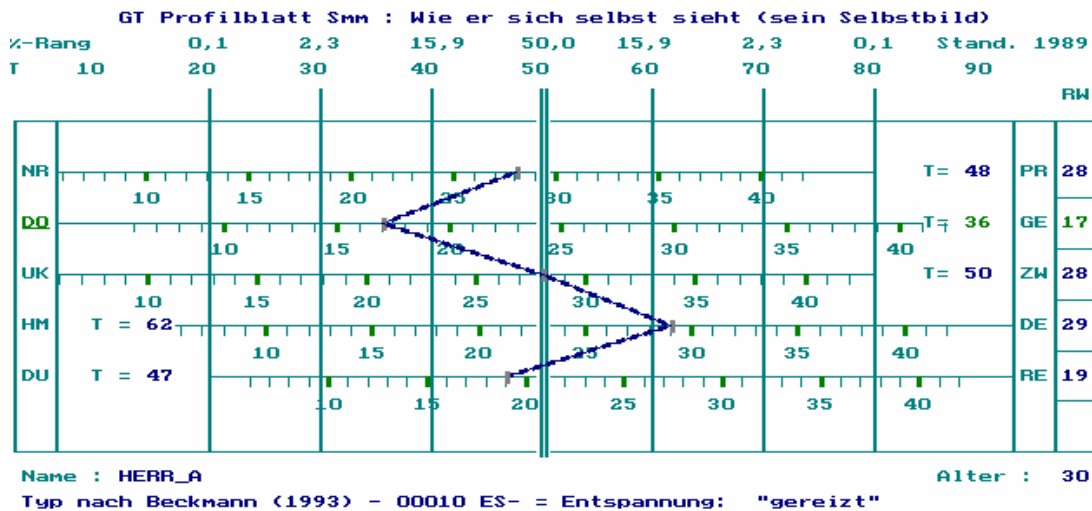 GT Profilblatt Smm : Wie er sich selbst sieht (sein Selbstbild)
%-Rang 0,1 2,3 15,9 50,0 15,9 2,3 0,1 Stand. 1989
T 10 20 30 40 50 60 70 80 90
RW
NR T= 48 PR 28
10 15 20 25 30 35 40
DO T= 36 GE 17
10 15 20 25 30 35 40
UK T= 50 ZW 28
10 15 20 25 30 35 40
HM T = 62 DE 29
10 15 20 25 30 35 40
DU T = 47 RE 19
10 15 20 25 30 35 40
Name : HERR_A Alter : 30
Typ nach Beckmann (1993) - 00010 ES- = Entspannung: "gereizt"